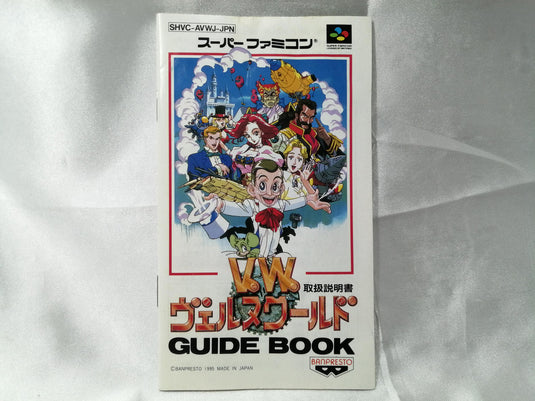 SHVC-AVWJ-JPN
スーパーファミコン®
V.W.
取扱説明書
ヴェルスワールド
GUIDE BOOK
BANPRESTO
©BANPRESTO 1995 MADE IN JAPAN